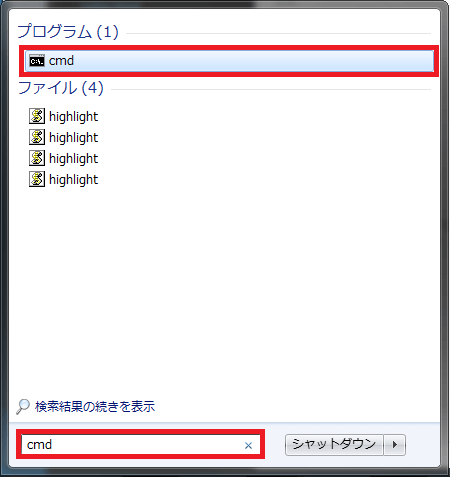 プログラム (1)
cmd
ファイル (4)
highlight
highlight
highlight
highlight
検索結果の続きを表示
cmd
シャットダウン